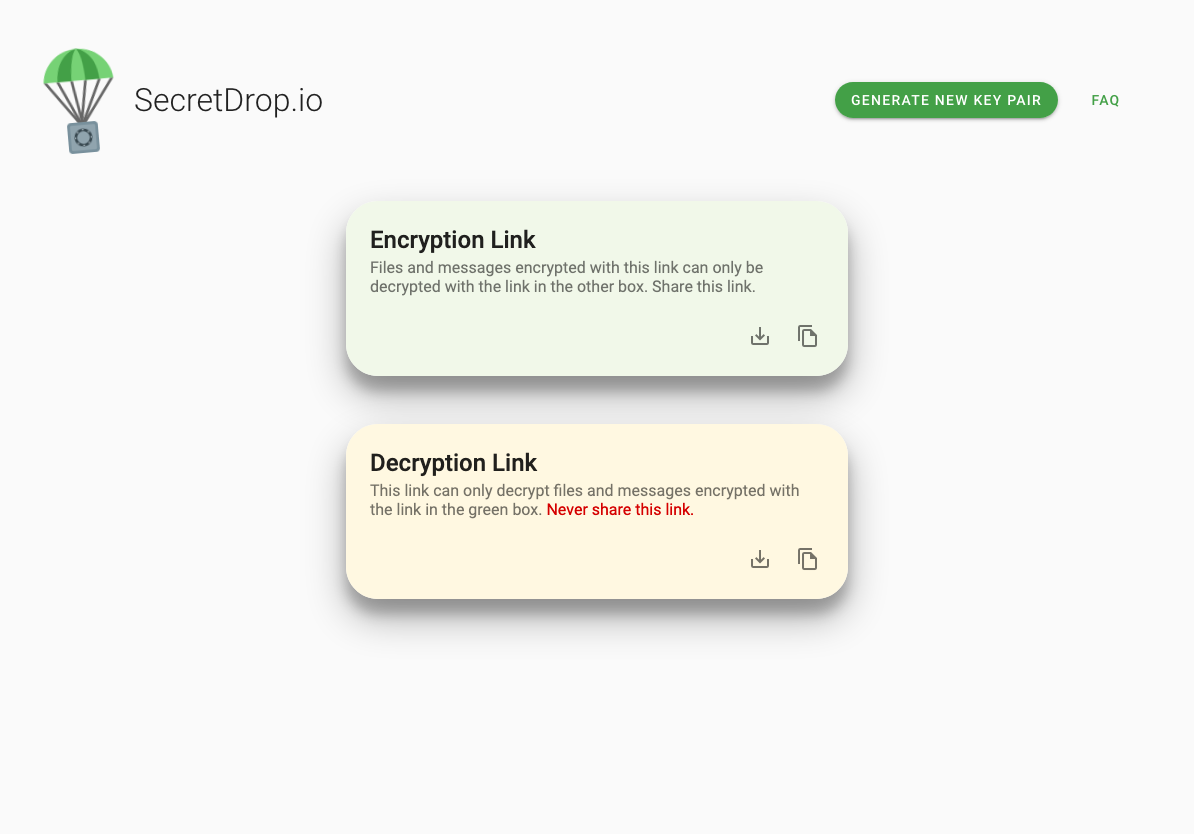 SecretDrop.io
GENERATE NEW KEY PAIR
FAQ
Encryption Link
Files and messages encrypted with this link can only be
decrypted with the link in the other box. Share this link.
Decryption Link
This link can only decrypt files and messages encrypted with
the link in the green box. Never share this link.